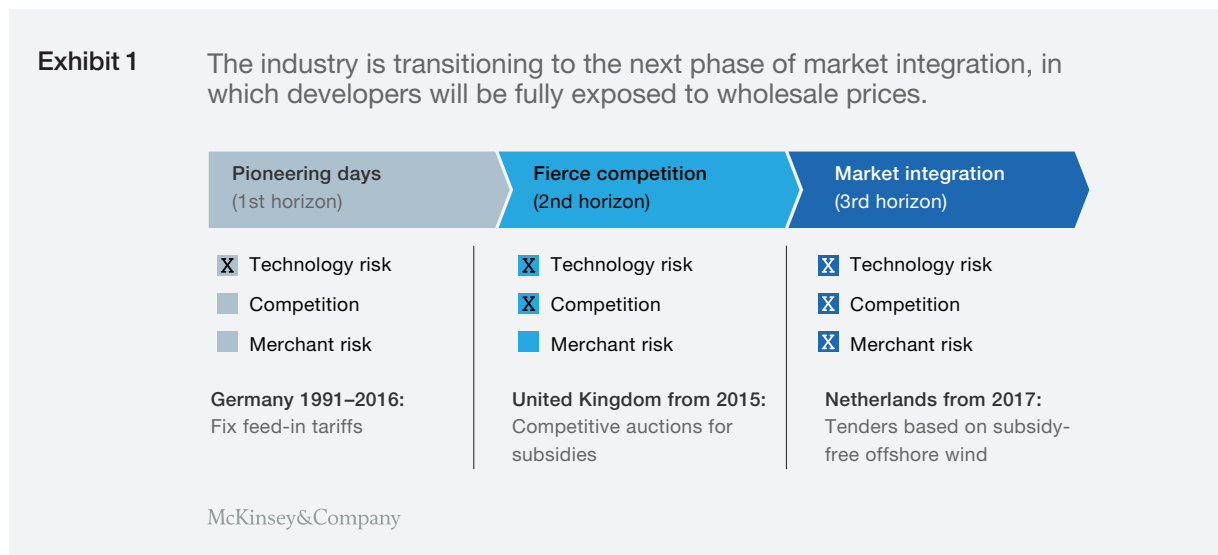 Exhibit 1
The industry is transitioning to the next phase of market integration, in
which developers will be fully exposed to wholesale prices.
Pioneering days
(1st horizon)
Fierce competition
(2nd horizon)
Market integration
(3rd horizon)
X Technology risk
Competition
Merchant risk
Germany 1991–2016:
Fix feed-in tariffs
X Technology risk
X Competition
Merchant risk
United Kingdom from 2015:
Competitive auctions for
subsidies
X Technology risk
X Competition
X Merchant risk
Netherlands from 2017:
Tenders based on subsidy-
free offshore wind
McKinsey&Company